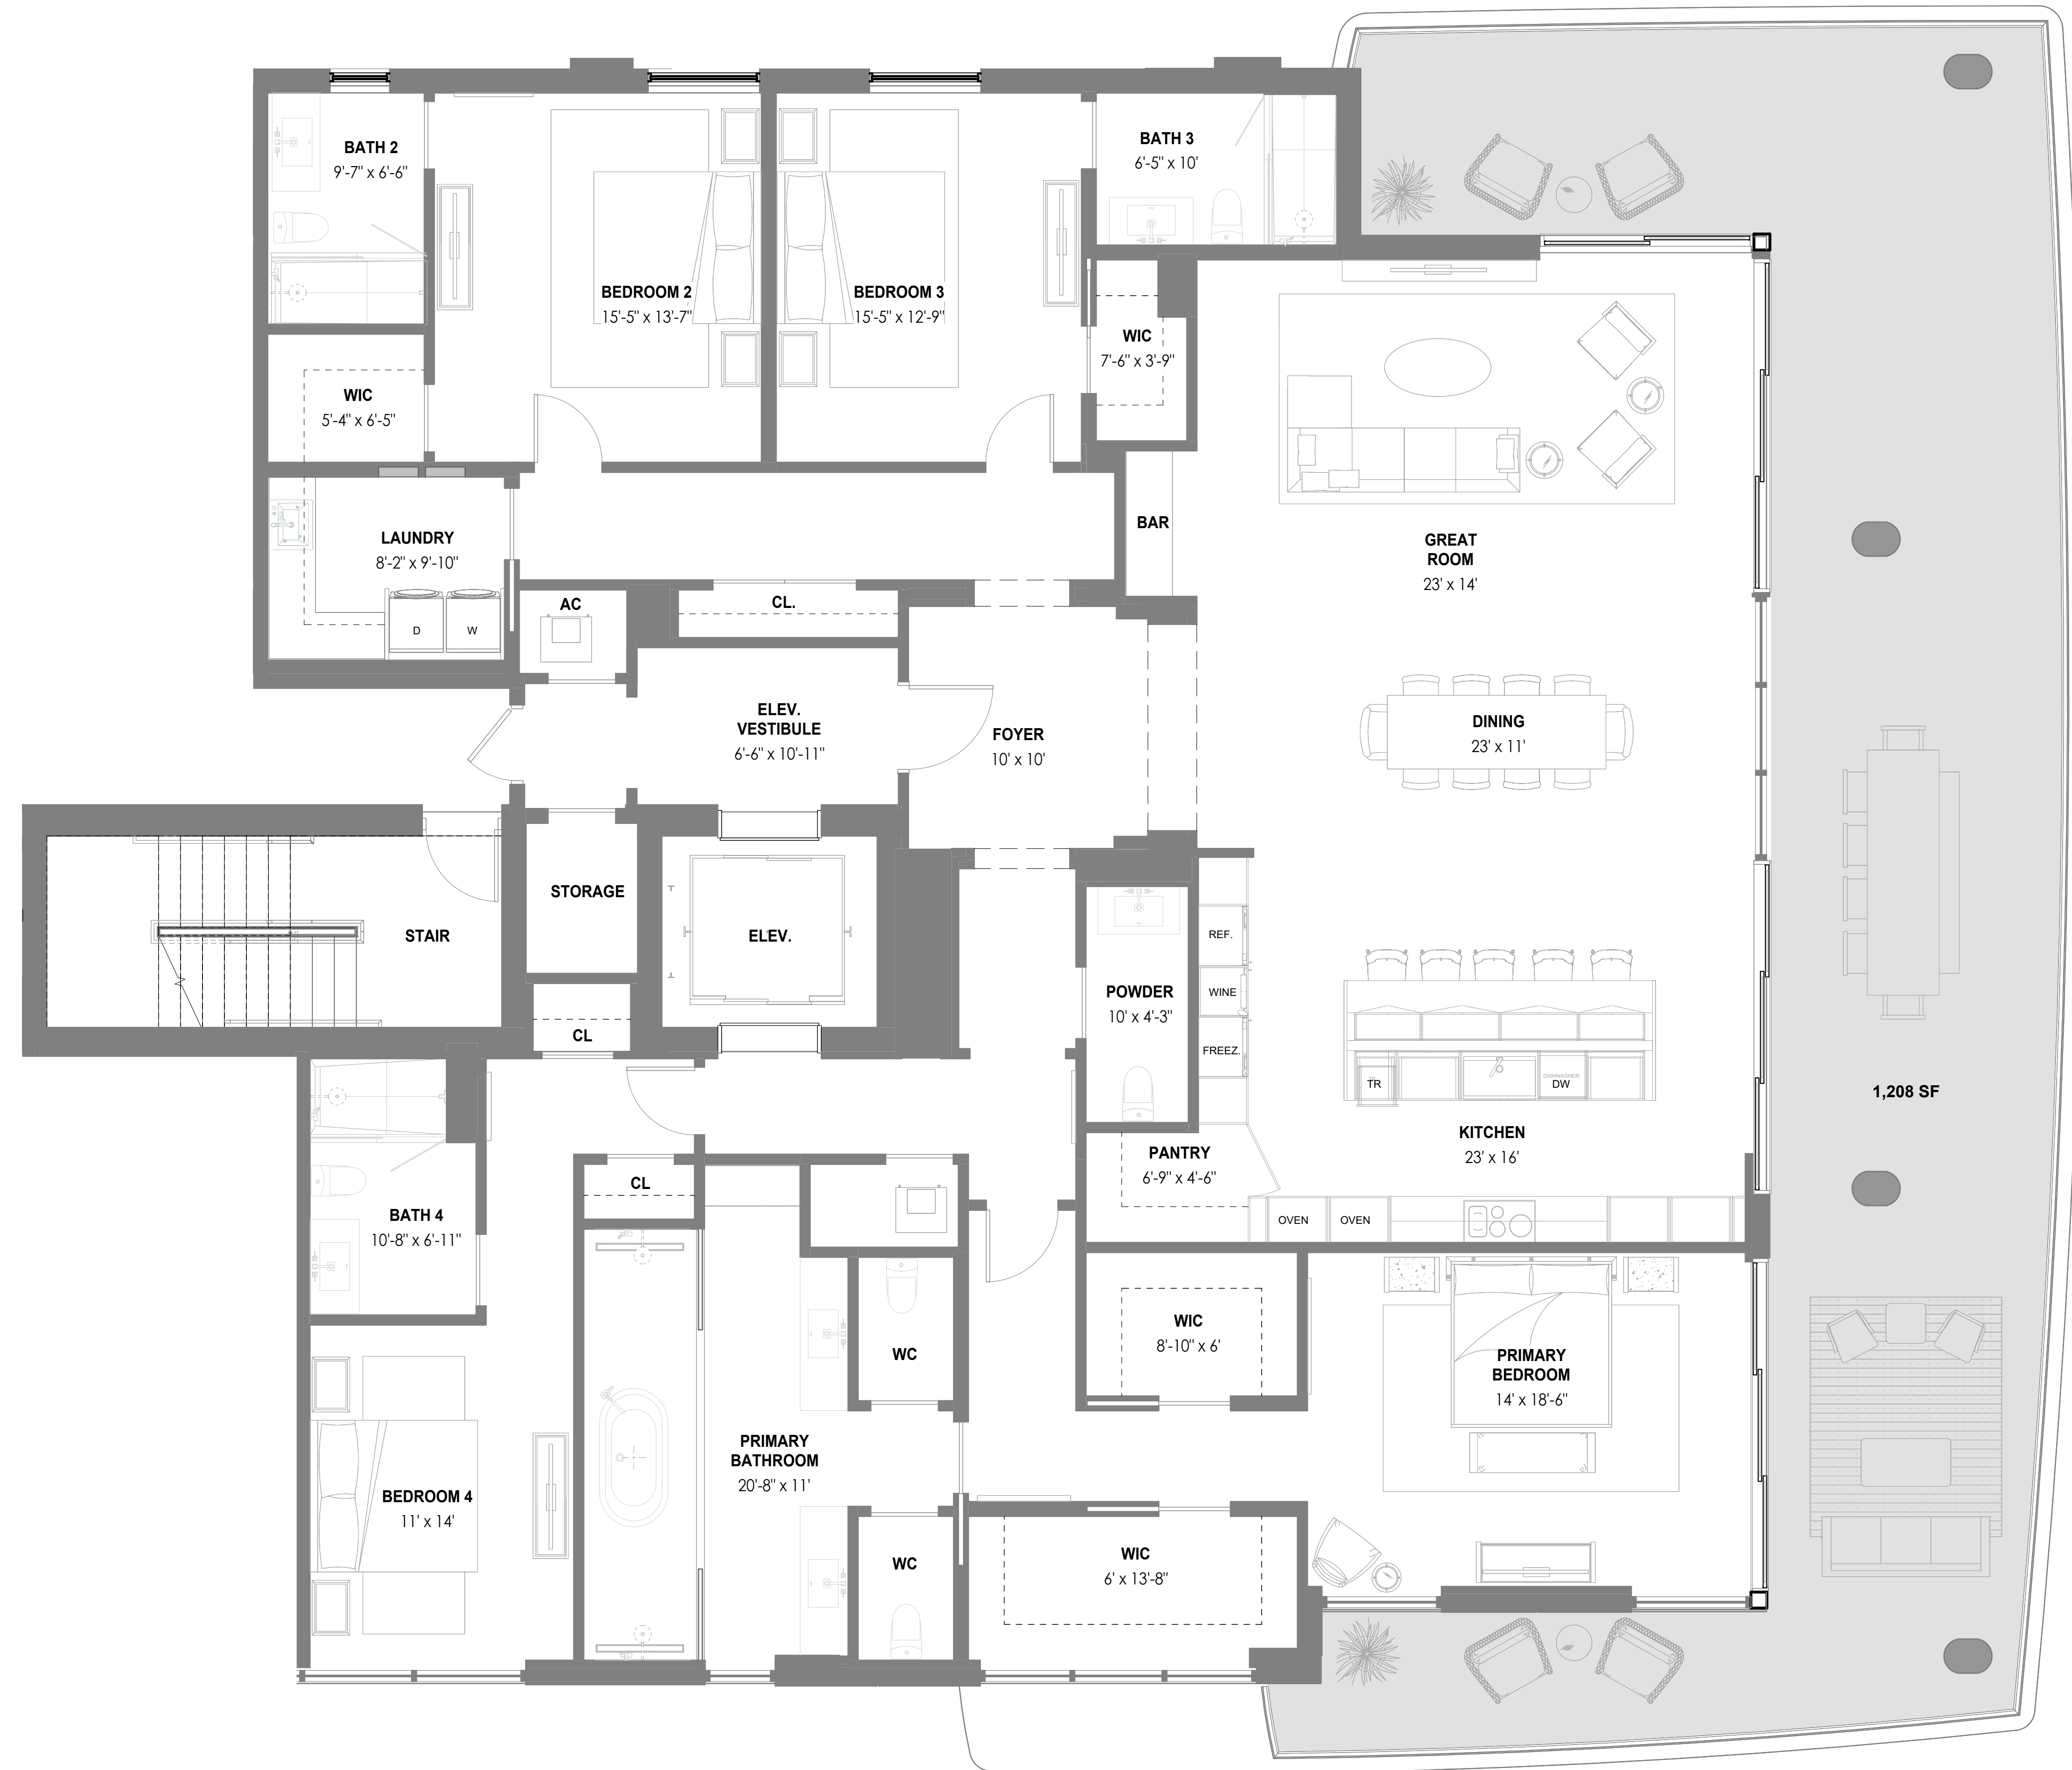 BATH 2
9'-7" x 6'-6"
BATH 3
6'-5" x 10'
BEDROOM 2
15'-5" x 13'-7"
BEDROOM 3
15'-5" x 12'-9"
WIC
7'-6" x 3'-9"
WIC
5'-4" x 6'-5"
LAUNDRY
8'-2" x 9'-10"
D
W
BAR
GREAT
ROOM
23' x 14'
AC
CL.
ELEV.
VESTIBULE
6'-6" x 10'-11"
FOYER
10' x 10'
DINING
23' x 11'
STORAGE
STAIR
ELEV.
REF.
POWDER
10' x 4'-3"
WINE
FREEZ.
CL
TR
DISHWASHER
DW
1,208 SF
KITCHEN
23' x 16'
PANTRY
6'-9" x 4'-6"
CL
BATH 4
10'-8" x 6'-11"
OVEN
OVEN
WIC
8'-10" x 6'
WC
PRIMARY
BEDROOM
14' x 18'-6"
PRIMARY
BATHROOM
20'-8" x 11'
BEDROOM 4
11' x 14'
WC
WIC
6' x 13'-8"